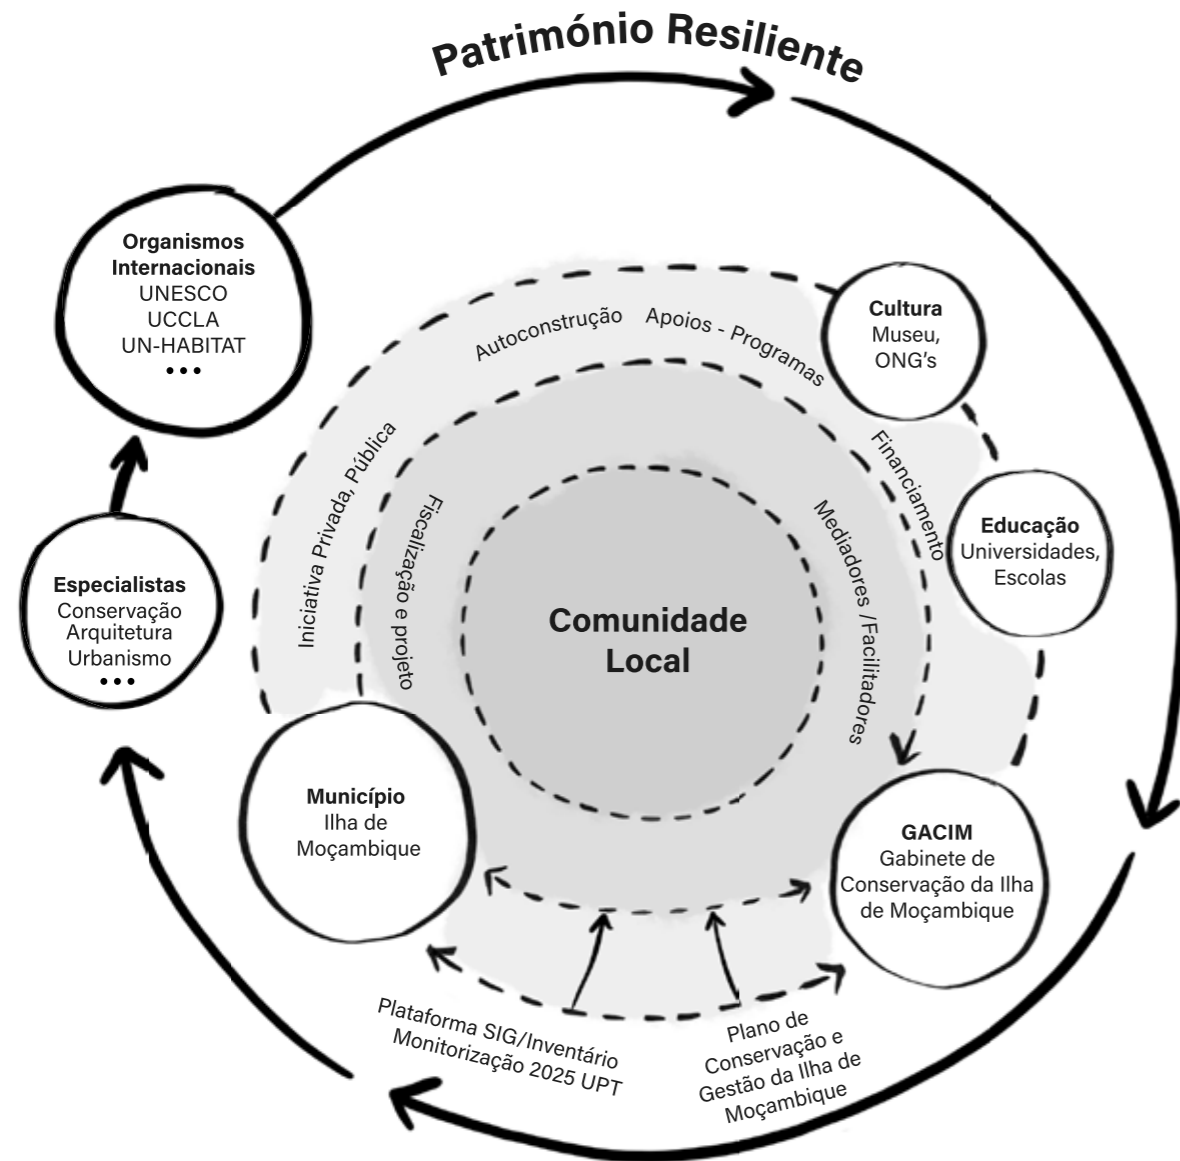 Património Resiliente
Organismos
Internacionais
UNESCO
UCCLA
UN-HABITAT
•••
Autoconstrução
Apoios - Programas
Cultura
Museu,
ONG’s
Iniciativa Privada, Pública
Fiscalização e projeto
Financiamento
Mediadores /Facilitadores
Educação
Universidades,
Escolas
Especialistas
Conservação
Arquitetura
Urbanismo
•••
Comunidade
Local
Município
Ilha de
Moçambique
GACIM
Gabinete de
Conservação da Ilha
de Moçambique
Plataforma SIG/Inventário
Monitorização 2025 UPT
Plano de
Conservação e
Gestão da Ilha de
Moçambique